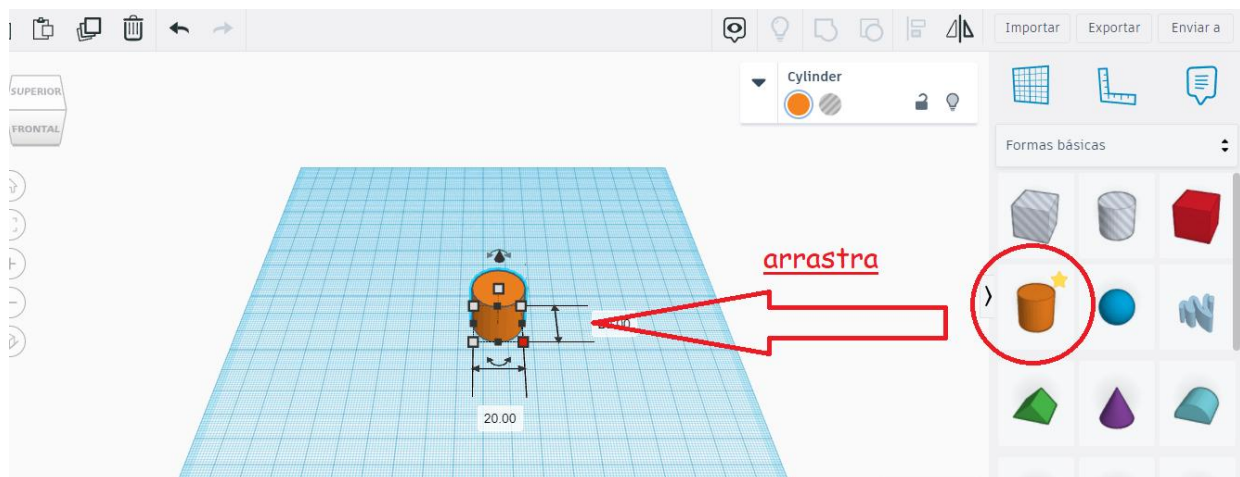 Importar
Exportar
Enviar a
Cylinder
SUPERIOR
FRONTAL
Formas básicas
arrastra
20.00